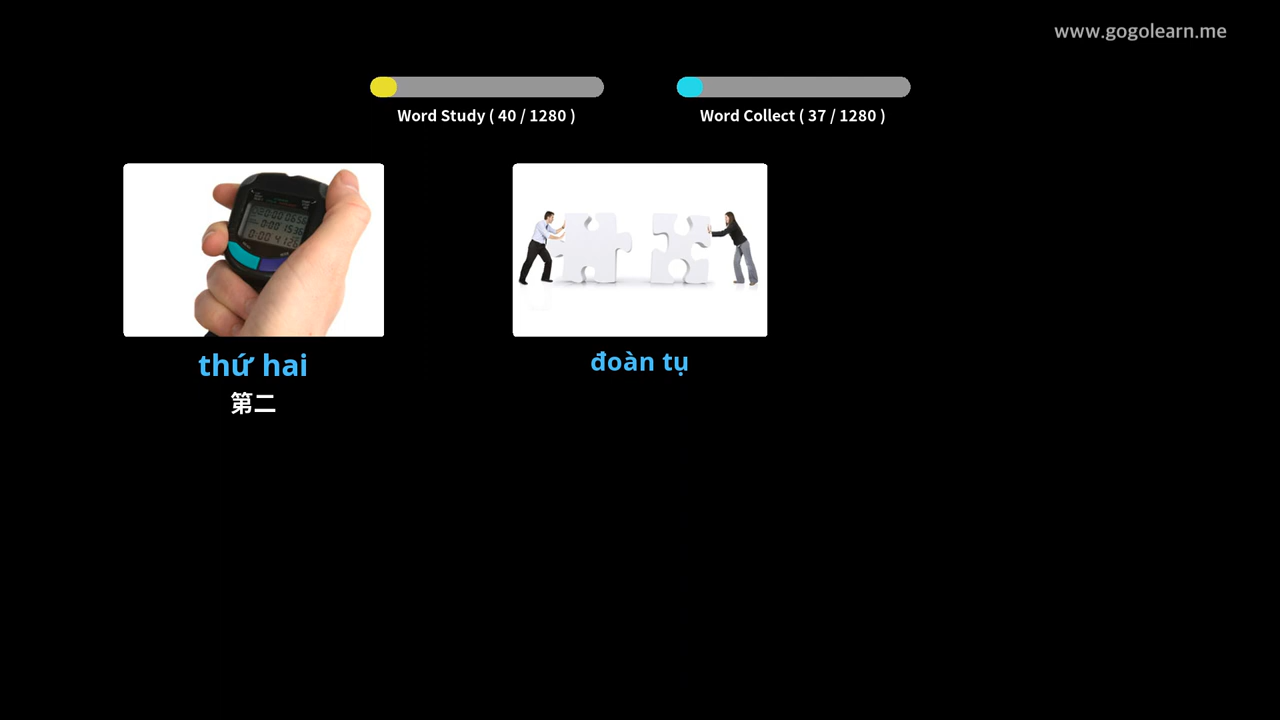 www.gogolearn.me
Word Study ( 40 / 1280 )
Word Collect ( 37 / 1280 )
thứ hai
第二
đoàn tụ